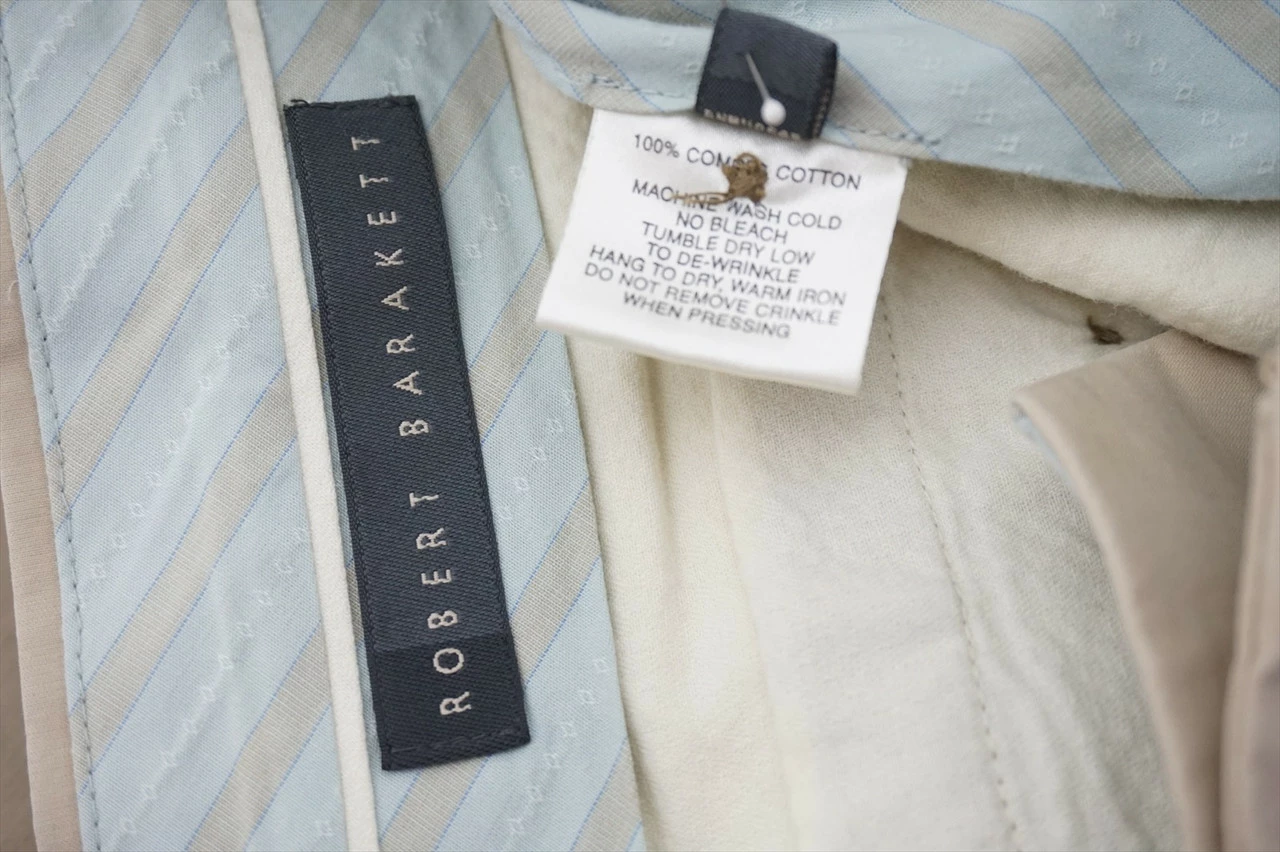 ROBERT BARAKETT
100% COTTON
MACHINE WASH COLD
NO BLEACH
TUMBLE DRY LOW
TO DE-WRINKLE
HANG TO DRY, WARM IRON
DO NOT REMOVE CRINKLE
WHEN PRESSING